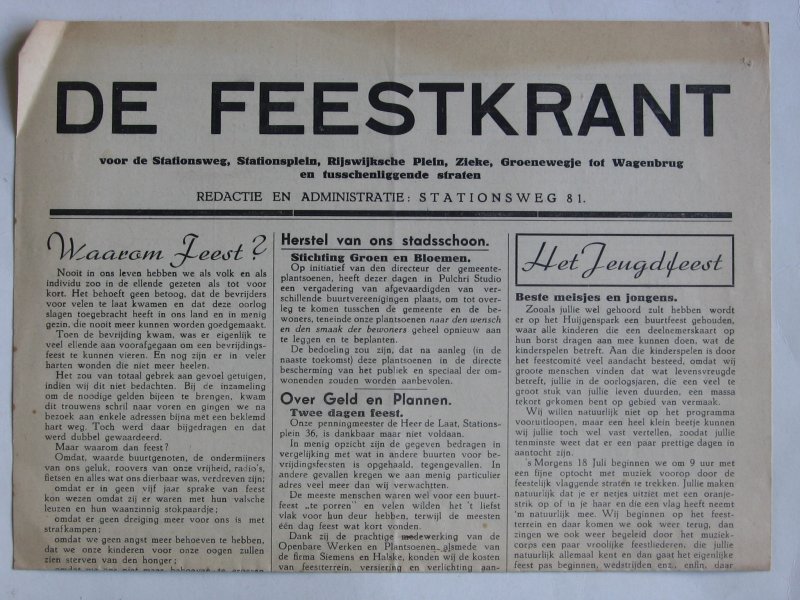 DE FEESTKRANT
voor de Stationsweg, Stationsplein, Rijswijksche Plein, Zieke, Groenewegje tot Wagenbrug
en tusschenliggende straten
REDACTIE EN ADMINISTRATIE: STATIONSWEG 81.
Waarom Feest?
Nooit in ons leven hebben we als volk en als
individu zoo in de ellende gezeten als tot voor
kort. Het behoeft geen betoog, dat de bevrijders
voor velen te laat kwamen en dat deze oorlog
slagen toegebracht heeft in ons land en in menig
gezin, die nooit meer kunnen worden goedgemaakt.
Toen de bevrijding kwam, was er eigenlijk te
veel ellende aan voorafgegaan om een bevrijdings-
feest te kunnen vieren. En nog zijn er in veler
harten wonden die niet meer heelen.
Het zou van totaal gebrek aan gevoel getuigen,
indien wij dit niet bedachten. Bij de inzameling
om de noodige gelden bijeen te brengen, kwam
dit trouwens schril naar voren en gingen we na
bezoek aan enkele adressen bijna met een beklemd
hart weg. Toch werd daar bijgedragen en dat
werd dubbel gewaardeerd.
Maar waarom dan feest?
Omdat, waarde buurtgenoten, de ondermijners
van ons geluk, roovers van onze vrijheid, radio's,
fietsen en alles wat ons dierbaar was, verdreven zijn;
omdat er in geen vijf jaar sprake van feest
kon wezen omdat zij er waren met hun valsche
leuzen en hun waanzinnig stokpaardje;
omdat er geen dreiging meer voor ons is met
strafkampen;
omdat we geen angst meer behoeven te hebben,
dat we onze kinderen voor onze oogen zullen
zien sterven van den honger;
Herstel van ons stadsschoon.
Stichting Groen en Bloemen.
Op initiatief van den directeur der gemeente-
plantsoenen, heeft dezer dagen in Pulchri Studio
een vergadering van afgevaardigden van ver-
schillende buurtvereenigingen plaats, om tot over-
leg te komen tusschen de gemeente en de be-
woners, teneinde onze plantsoenen naar den wensch
en den smaak der bewoners geheel opnieuw aan
te leggen en te beplanten.
De bedoeling zou zijn, dat na aanleg (in de
naaste toekomst) deze plantsoenen in de directe
bescherming van het publiek en speciaal der om-
wonenden zouden worden aanbevolen.
Over Geld en Plannen.
Twee dagen feest.
Onze penningmeester de Heer de Laat, Stations-
plein 36, is dankbaar maar niet voldaan.
In menig opzicht zijn de gegeven bedragen in
vergelijking met wat in andere buurten voor be-
vrijdingsfeesten is opgehaald, tegengevallen. In
andere gevallen kregen we aan menig particulier
adres veel meer dan wij verwachtten.
De meeste menschen waren wel voor een buurt-
feest „te porren" en velen wilden het 't liefst
vlak voor hun deur hebben, terwijl de meesten
één dag feest wat kort vonden.
Dank zij de prachtige medewerking van de
Openbare Werken en Plantsoenen alsmede van
de firma Siemens en Halske, konden wij de kosten
van feestterrein, versiering en verlichting aan-
Het Jeugdfeest
Beste meisjes en jongens.
Zooals jullie wel gehoord zult hebben wordt
er op het Huijgenspark een buurtfeest gehouden,
waar alle kinderen die een deelnemerskaart op
hun borst dragen aan mee kunnen doen, wat de
kinderspelen betreft. Aan die kinderspelen is door
het feestcomité veel aandacht besteed, omdat wij
groote menschen vinden dat wat levensvreugde
betreft, jullie in de oorlogsjaren, die een veel te
groot stuk van jullie leven duurden, een massa
tekort gekomen bent op gebied van vermaak.
Wij willen natuurlijk niet op het programma
vooruitloopen, maar een heel klein beetje kunnen
wij jullie toch wel vast vertellen, zoodat jullie
tenminste weet dat er een paar prettige dagen in
aantocht zijn.
's Morgens 18 Juli beginnen we om 9 uur met
een fijne optocht met muziek voorop door de
feestelijk vlaggende straten te trekken. Jullie maken
natuurlijk dat je er netjes uitziet met een oranje-
strik op of in je haar en die een vlag heeft neemt
'm natuurlijk mee. Wij beginnen op het feest-
terrein en daar komen we ook weer terug, dan
zingen we ook weer begeleid door het muziek-
corps een paar vroolijke feestliederen, die jullie
natuurlijk allemaal kent en dan gaat het eigenlijke
feest pas beginnen, wedstrijden enz., enfin, daar